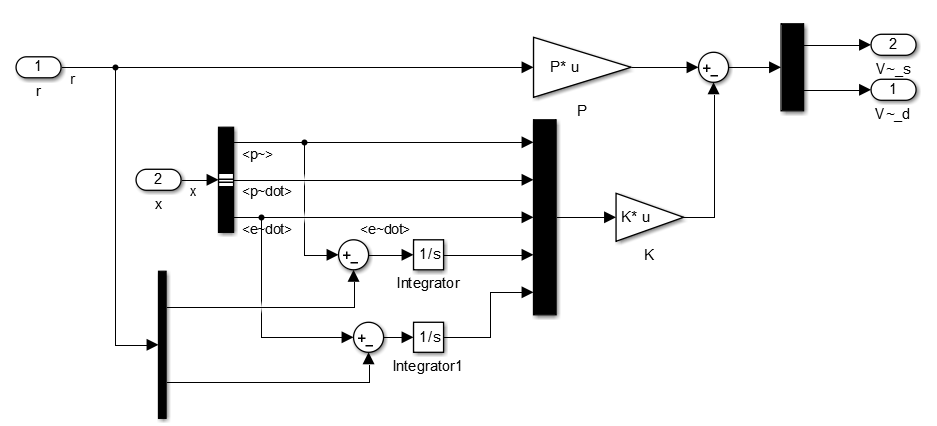 2
V~_s
1
V~_d
1
r
r
P* u
P
+
_
<p~>
<p~dot>
<e~dot>
2
x
x
K* u
K
<e~dot>
+
_
1/s
Integrator
+
_
1/s
Integrator1